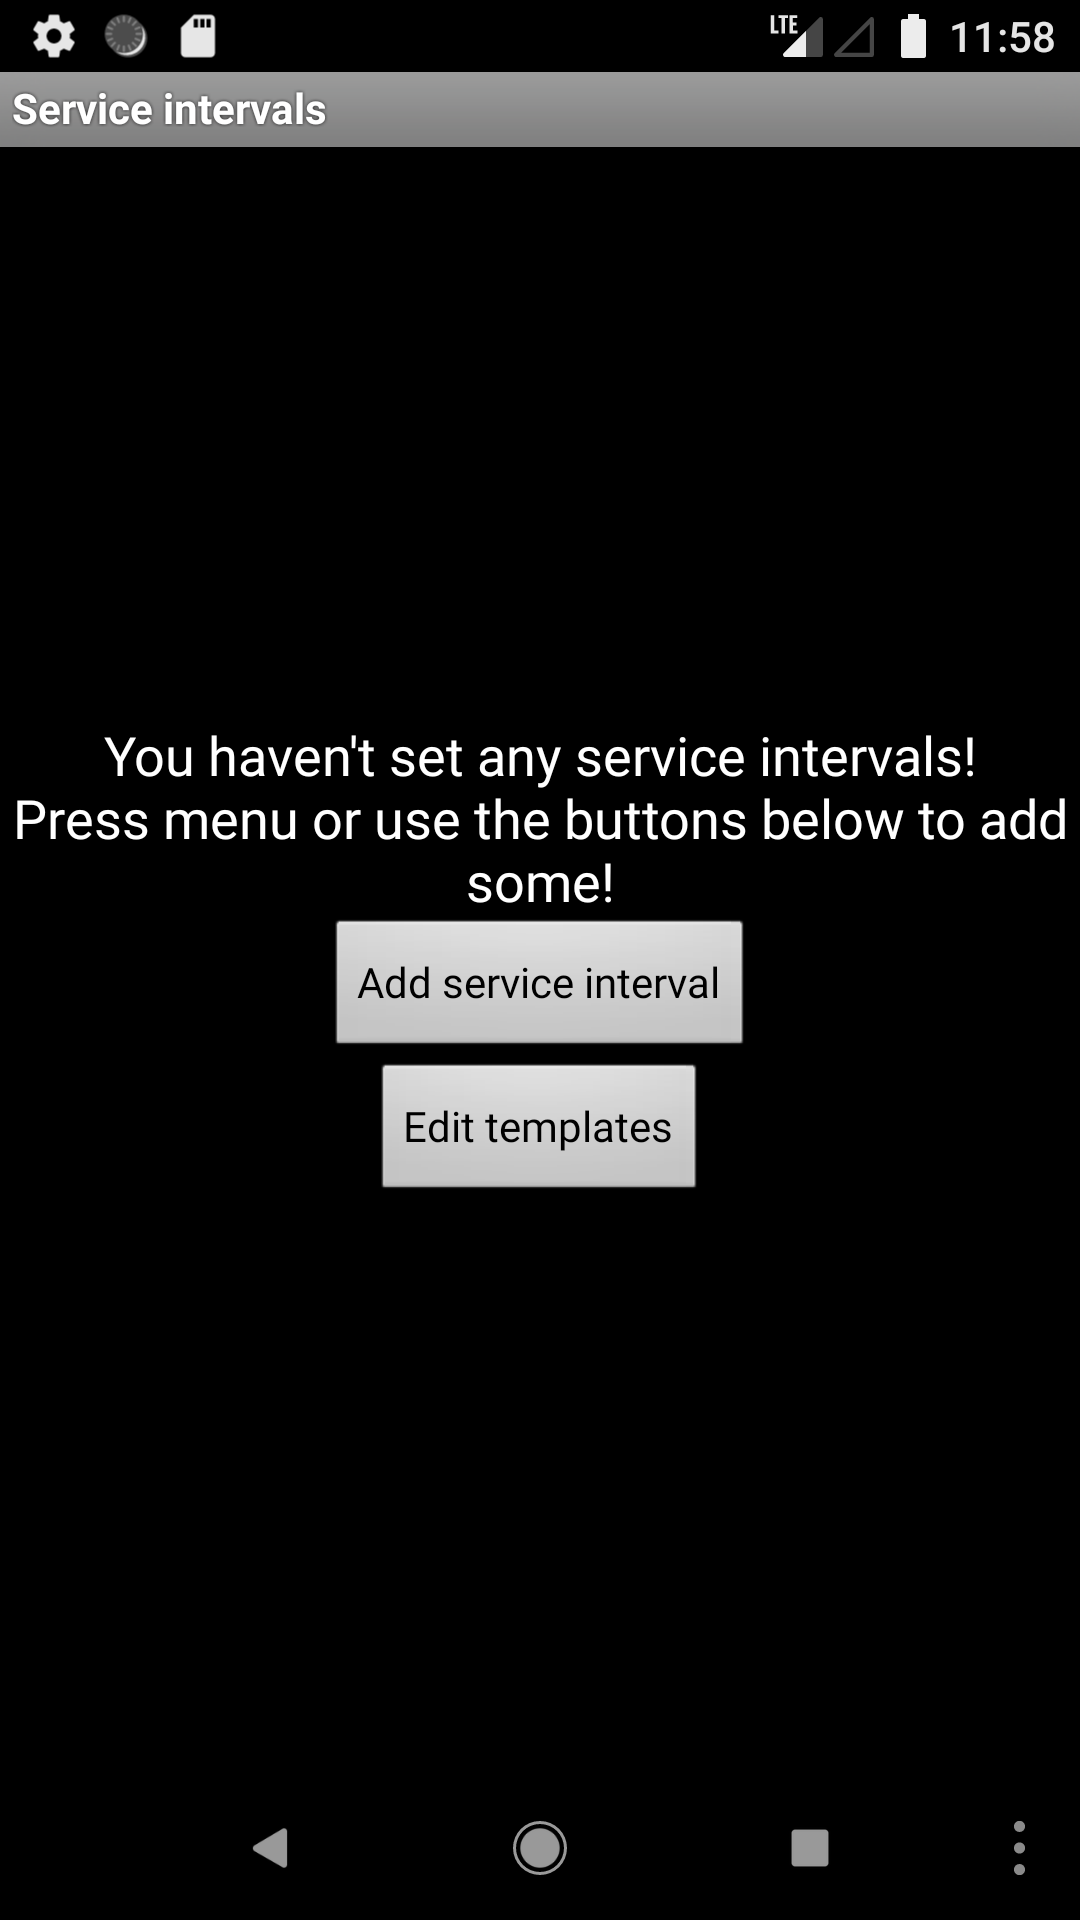 LTE 11:58
Service intervals
You haven't set any service intervals!
Press menu or use the buttons below to add
some!
Add service interval
Edit templates